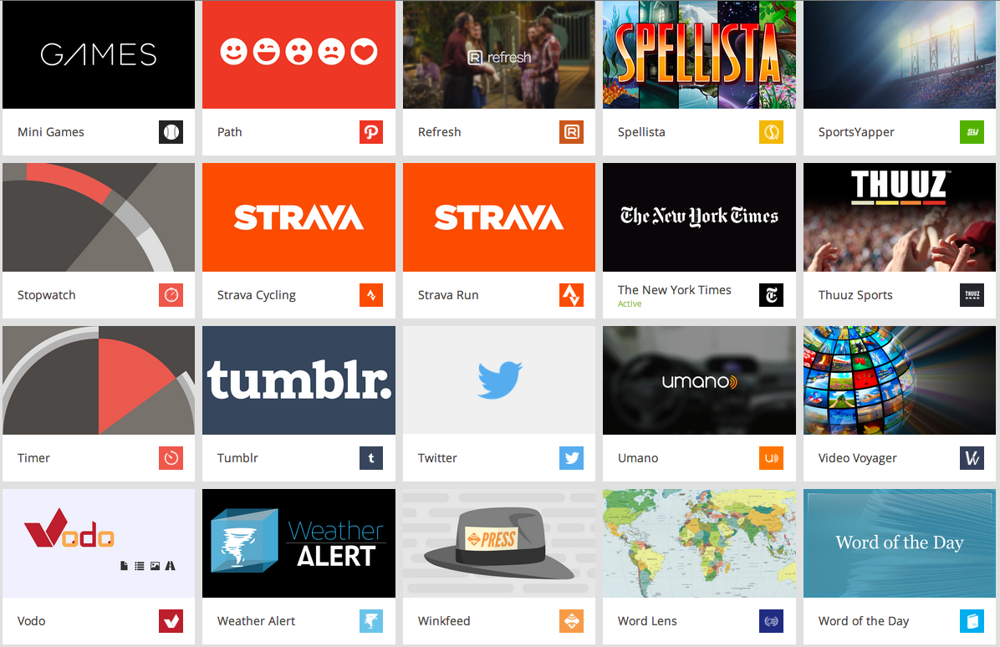 GAMES
refresh
SPELLISTA
Mini Games
Path
Refresh
Spellista
SportsYapper
SY
STRAVA
STRAVA
The New York Times
THUUZ™
Stopwatch
Strava Cycling
Strava Run
The New York Times
Active
T
Thuuz Sports
THUUZ
tumblr.
umano
Timer
Tumblr
t
Twitter
Umano
u
Video Voyager
V
Vodo
Weather
ALERT
PRESS
Word of the Day
Vodo
Weather Alert
Winkfeed
Word Lens
Word of the Day